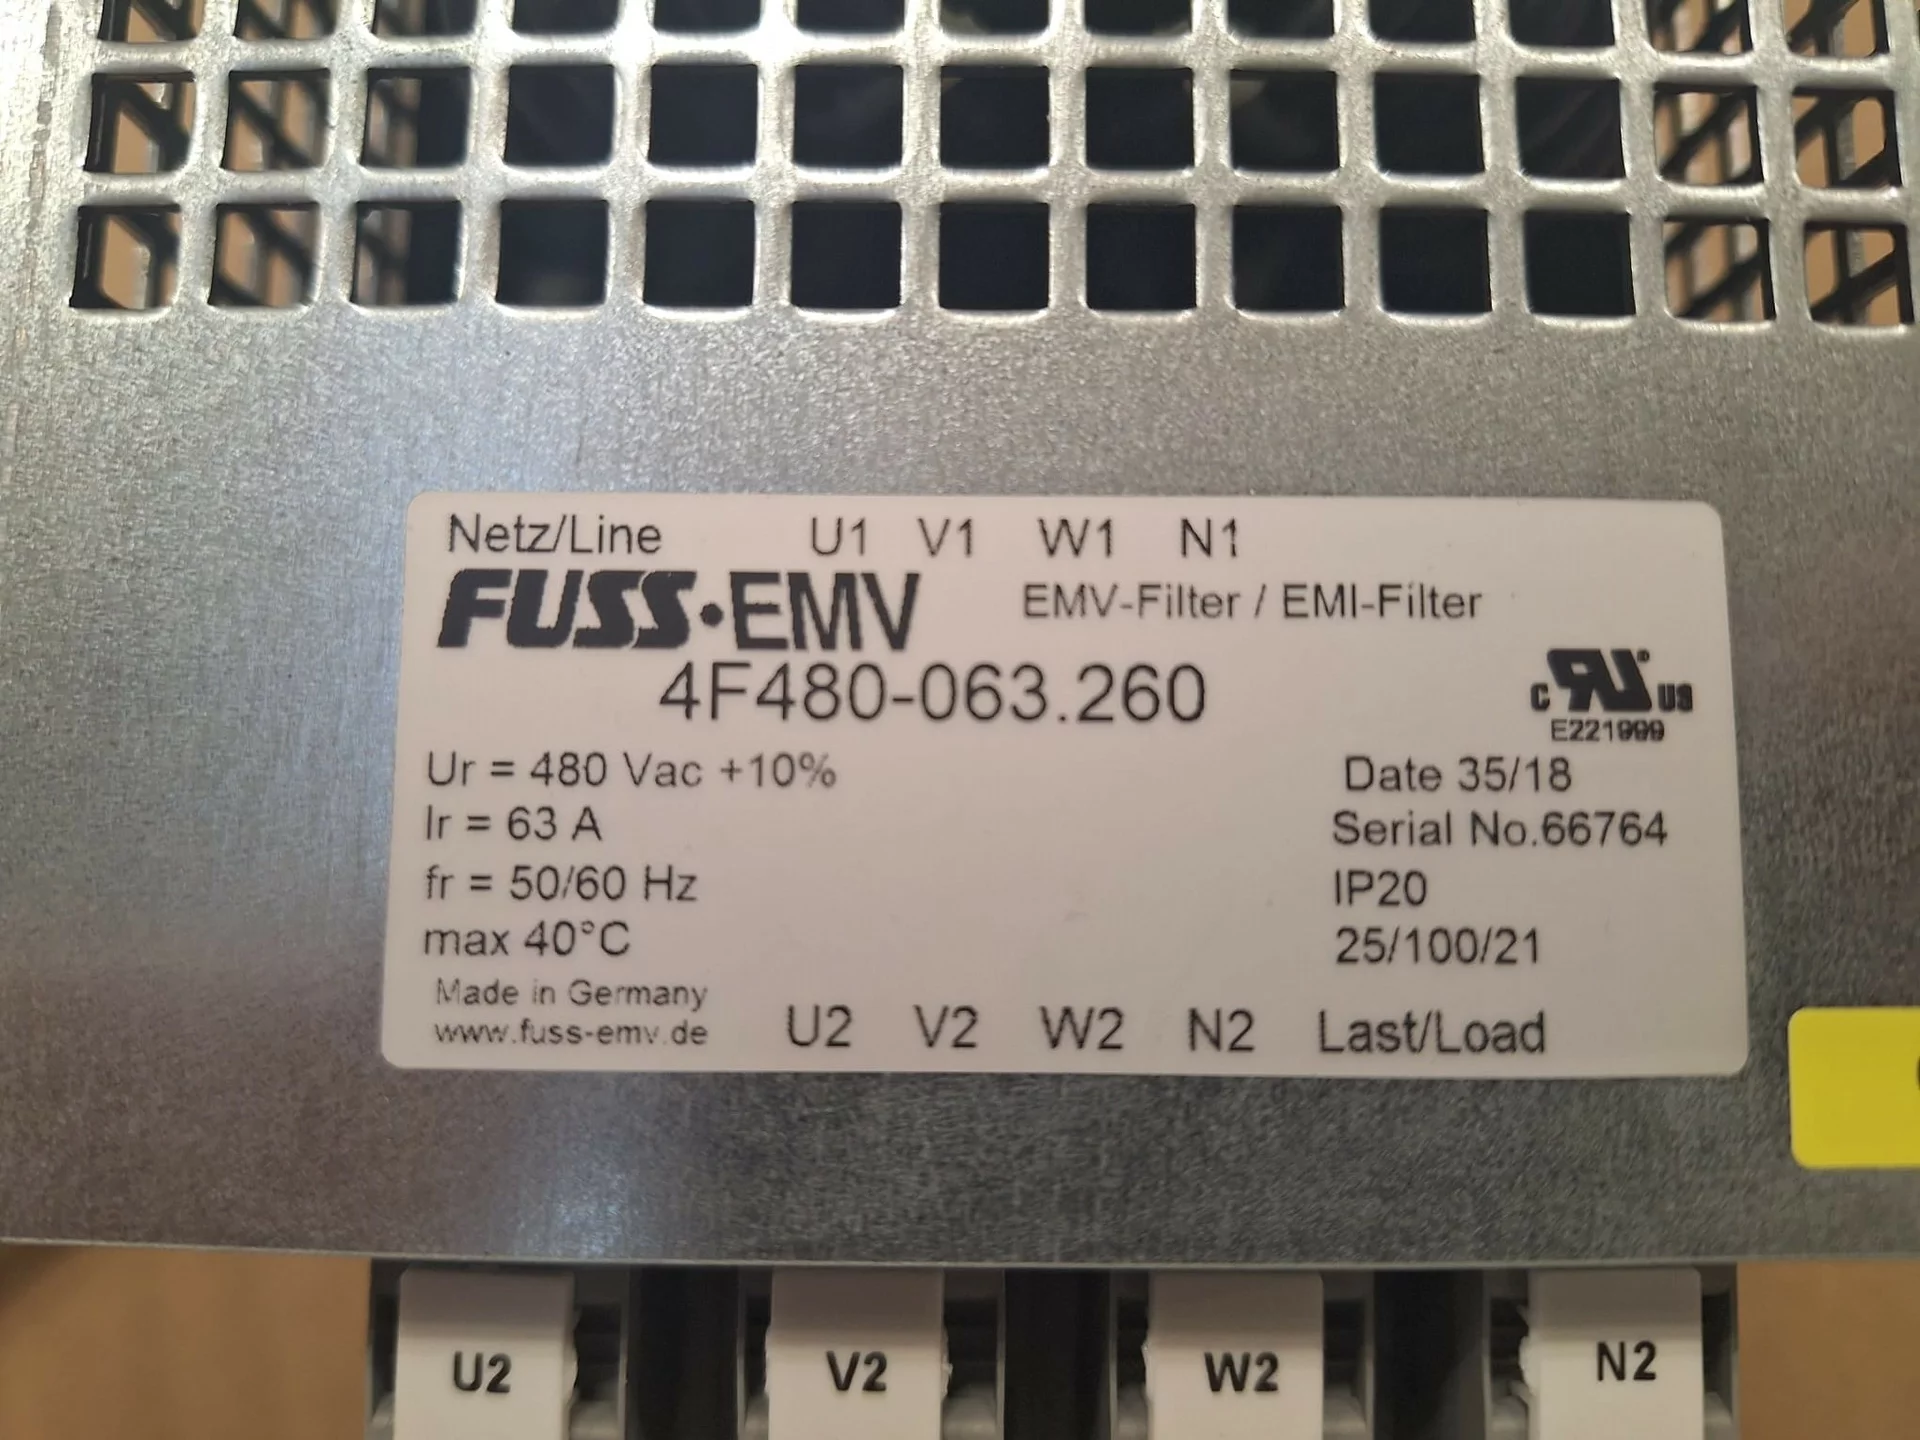 Netz/Line U1 V1 W1 N1
FUSS·EMV EMV-Filter / EMI-Filter
4F480-063.260
c RU® US
E221999
Ur = 480 Vac +10% Date 35/18
Ir = 63 A Serial No.66764
fr = 50/60 Hz IP20
max 40°C 25/100/21
Made in Germany
www.fuss-emv.de U2 V2 W2 N2 Last/Load
U2 V2 W2 N2